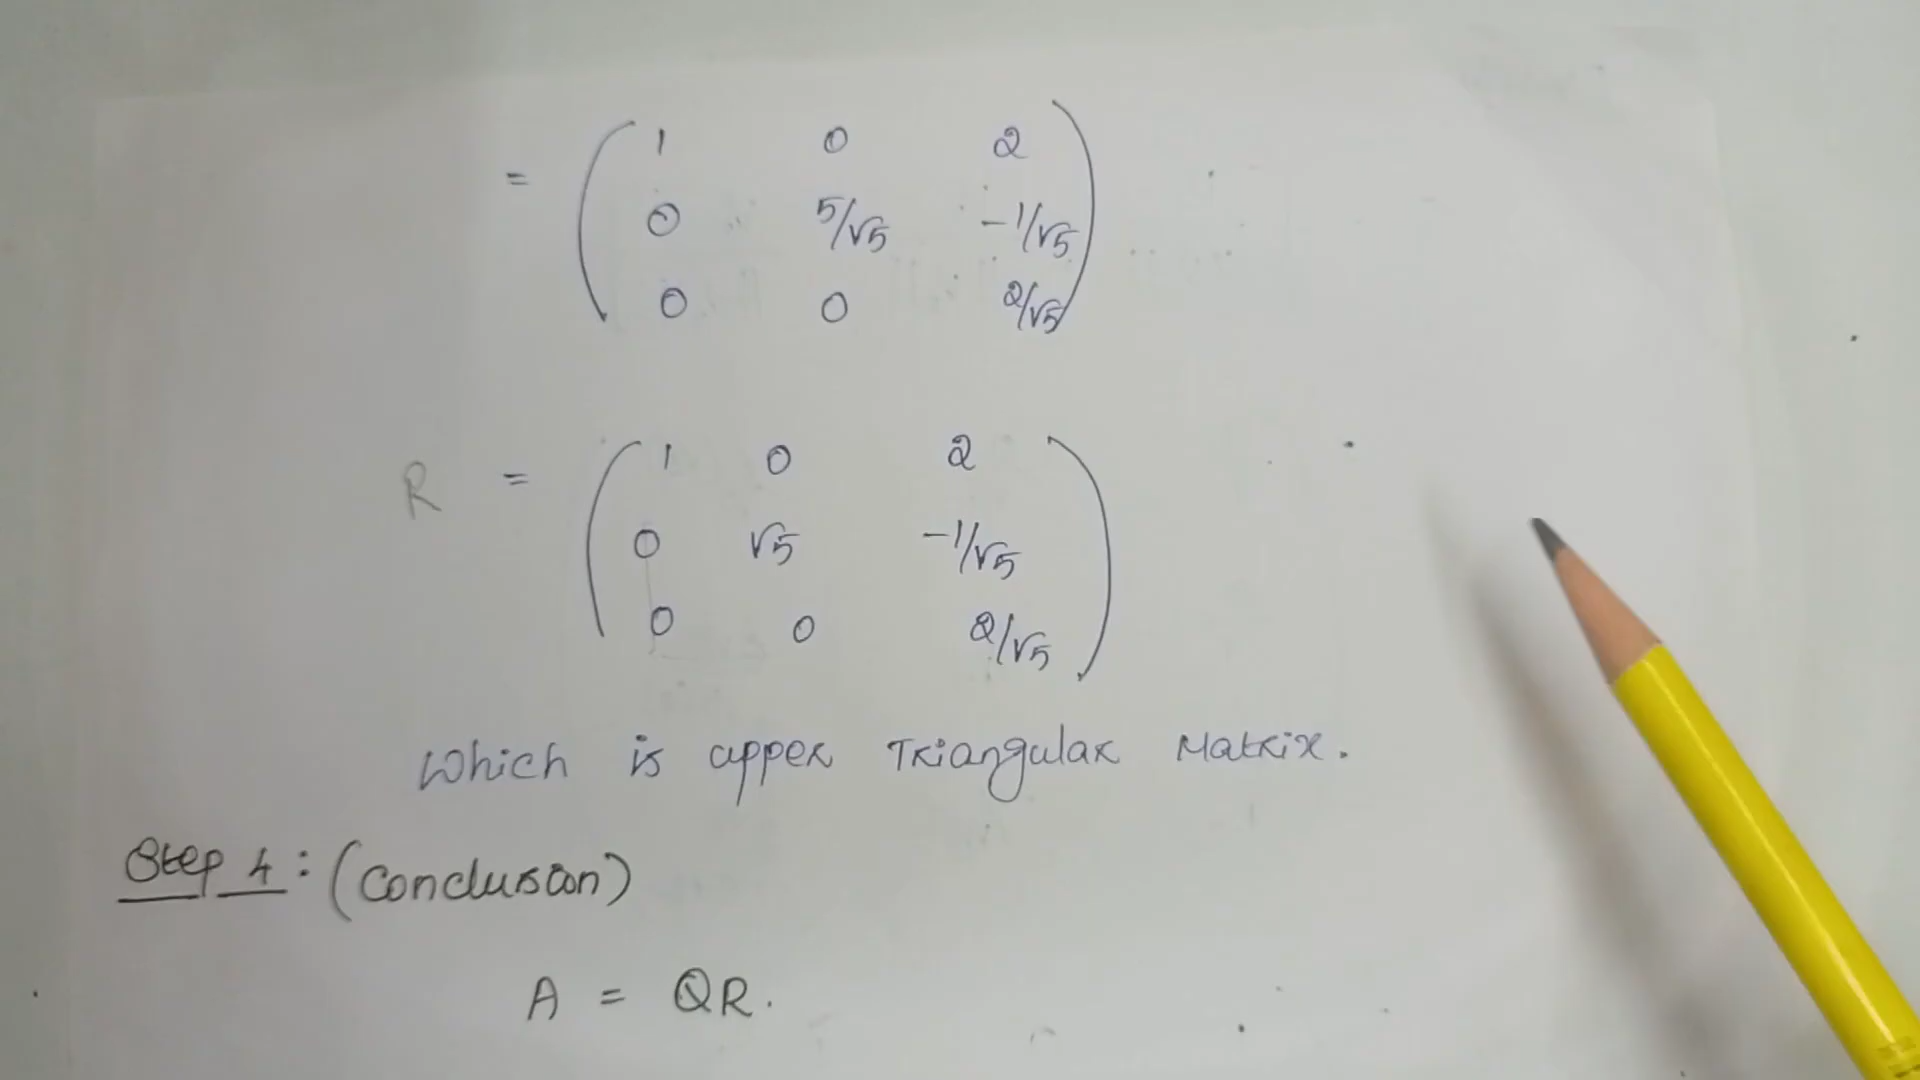 = ( 1 0 2
0 5/√5 -1/√5
0 0 2/√5 )
R = ( 1 0 2
0 √5 -1/√5
0 0 2/√5 )
Which is upper Triangular Matrix.
Step 4: (Conclusion)
A = QR.